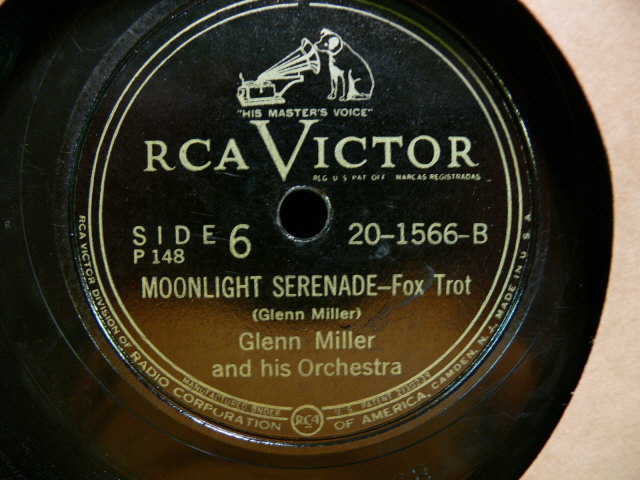 "HIS MASTER'S VOICE"
RCA VICTOR
REG. U S PAT OFF MARCAS REGISTRADAS
SIDE 6 20-1566-B
P 148
MOONLIGHT SERENADE-Fox Trot
(Glenn Miller)
Glenn Miller
and his Orchestra
RCA VICTOR DIVISION OF RADIO CORPORATION OF AMERICA, CAMDEN, N. J. MADE IN U.S.A.
MANUFACTURED UNDER RCA U. S. PATENT